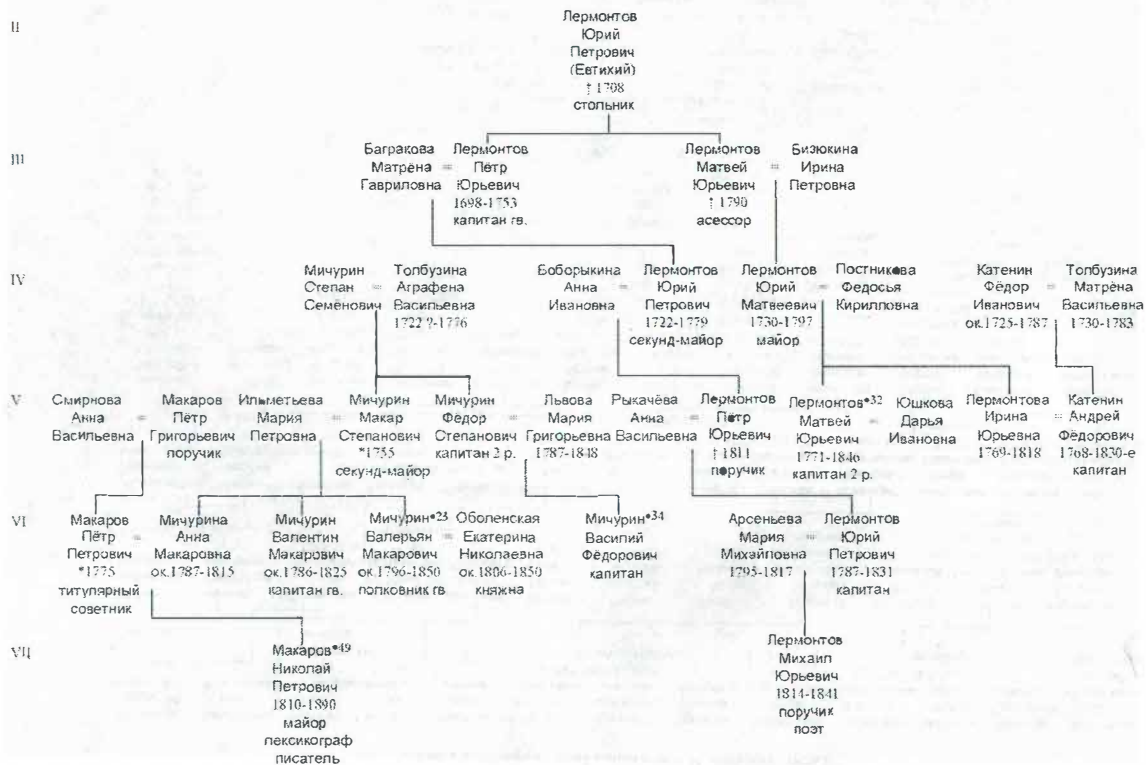 II
Лермонтов
Юрий
Петрович
(Евтихий)
† 1708
стольник
III
Багракова
Матрёна =
Гавриловна
Лермонтов
Пётр
Юрьевич
1698-1753
капитан гв.
Лермонтов
Матвей =
Юрьевич
† 1790
асессор
Бизюкина
Ирина
Петровна
IV
Мичурин
Степан =
Семёнович
Толбузина
Аграфена
Васильевна
1722?-1776
Боборыкина
Анна =
Ивановна
Лермонтов
Юрий
Петрович
1722-1779
секунд-майор
Лермонтов
Юрий =
Матвеевич
1730-1797
майор
Постникова
Федосья
Кирилловна
Катенин
Фёдор =
Иванович
ок.1725-1787
Толбузина
Матрёна
Васильевна
1730-1783
V
Смирнова
Анна =
Васильевна
Макаров
Пётр
Григорьевич
поручик
Ильметьева
Мария =
Петровна
Мичурин
Макар
Степанович
*1755
секунд-майор
Мичурин
Фёдор =
Степанович
капитан 2 р.
Львова
Мария
Григорьевна
1787-1848
Рыкачёва
Анна =
Васильевна
Лермонтов
Пётр
Юрьевич
† 1811
поручик
Лермонтов•32
Матвей =
Юрьевич
1771-1846
капитан 2 р.
Юшкова
Дарья
Ивановна
Лермонтова
Ирина =
Юрьевна
1769-1818
Катенин
Андрей
Фёдорович
1768-1830-е
капитан
VI
Макаров
Пётр =
Петрович
*1775
титулярный
советник
Мичурина
Анна
Макаровна
ок.1787-1815
Мичурин
Валентин
Макарович
ок.1786-1825
капитан гв.
Мичурин•23
Валерьян =
Макарович
ок.1796-1850
полковник гв
Оболенская
Екатерина
Николаевна
ок.1806-1850
княжна
Мичурин•34
Василий
Фёдорович
капитан
Арсеньева
Мария =
Михайловна
1795-1817
Лермонтов
Юрий
Петрович
1787-1831
капитан
VII
Макаров•49
Николай
Петрович
1810-1890
майор
лексикограф
писатель
Лермонтов
Михаил
Юрьевич
1814-1841
поручик
поэт